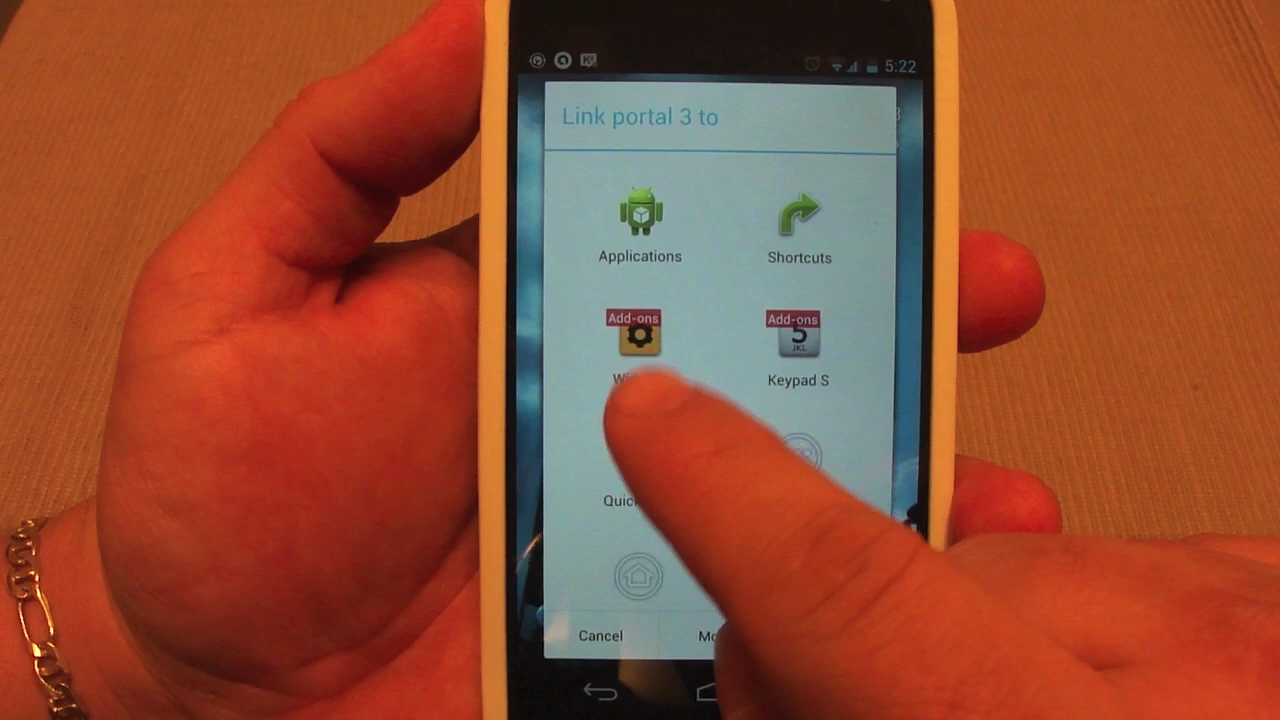 5:22
Link portal 3 to
Applications
Shortcuts
Add-ons
Add-ons
5
JKL
Keypad S
Cancel